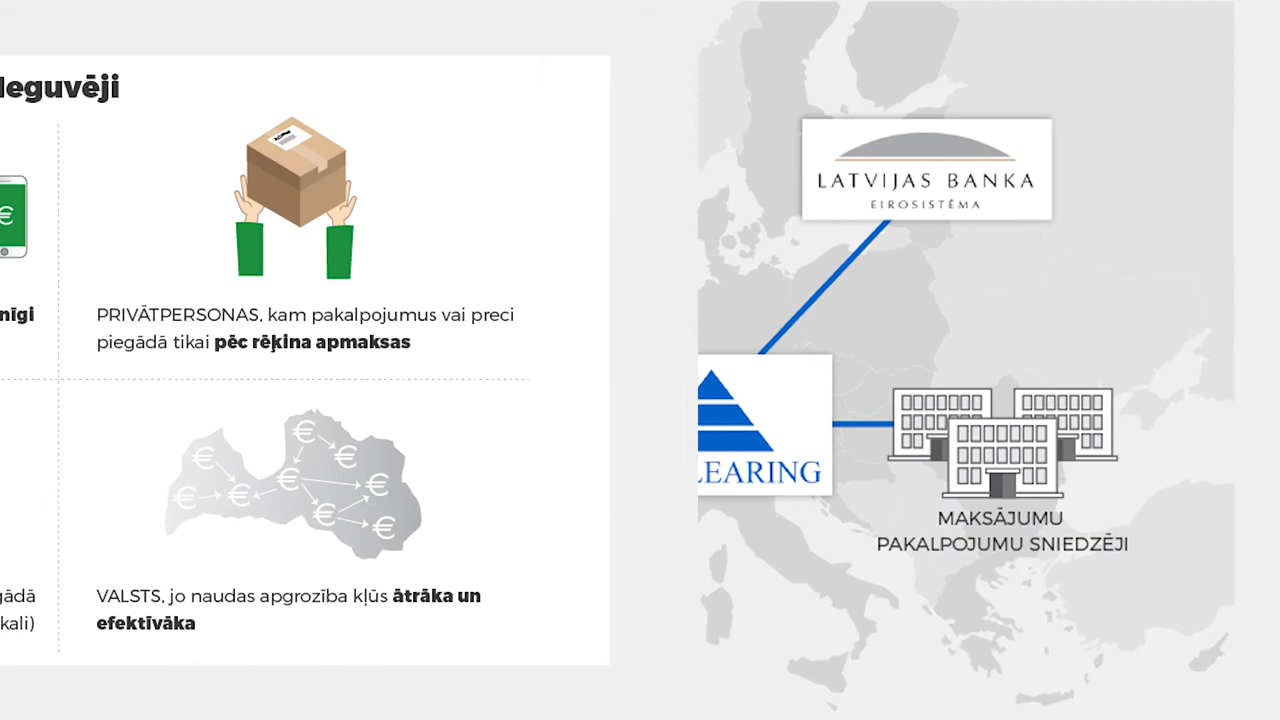 nīgi
PRIVĀTPERSONAS, kam pakalpojumus vai preci
piegādā tikai pēc rēķina apmaksas
€
€
€
€
€
€
€
€
€
gādā
kali)
VALSTS, jo naudas apgrozība kļūs ātrāka un
efektīvāka
LATVIJAS BANKA
EIROSISTĒMA
LEARING
MAKSĀJUMU
PAKALPOJUMU SNIEDZĒJI